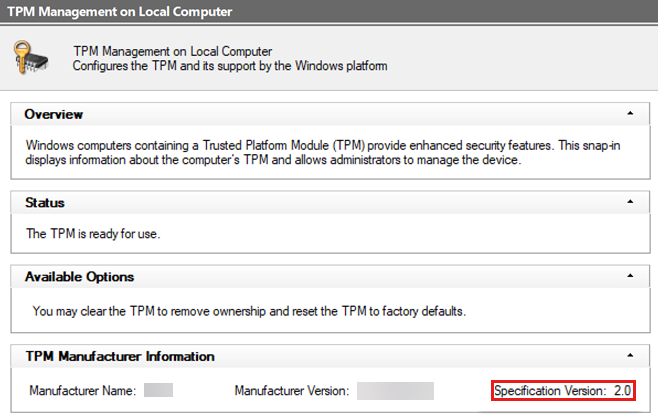 TPM Management on Local Computer
TPM Management on Local Computer
Configures the TPM and its support by the Windows platform
Overview
Windows computers containing a Trusted Platform Module (TPM) provide enhanced security features. This snap-in
displays information about the computer's TPM and allows administrators to manage the device.
Status
The TPM is ready for use.
Available Options
You may clear the TPM to remove ownership and reset the TPM to factory defaults.
TPM Manufacturer Information
Manufacturer Name: Manufacturer Version: Specification Version: 2.0